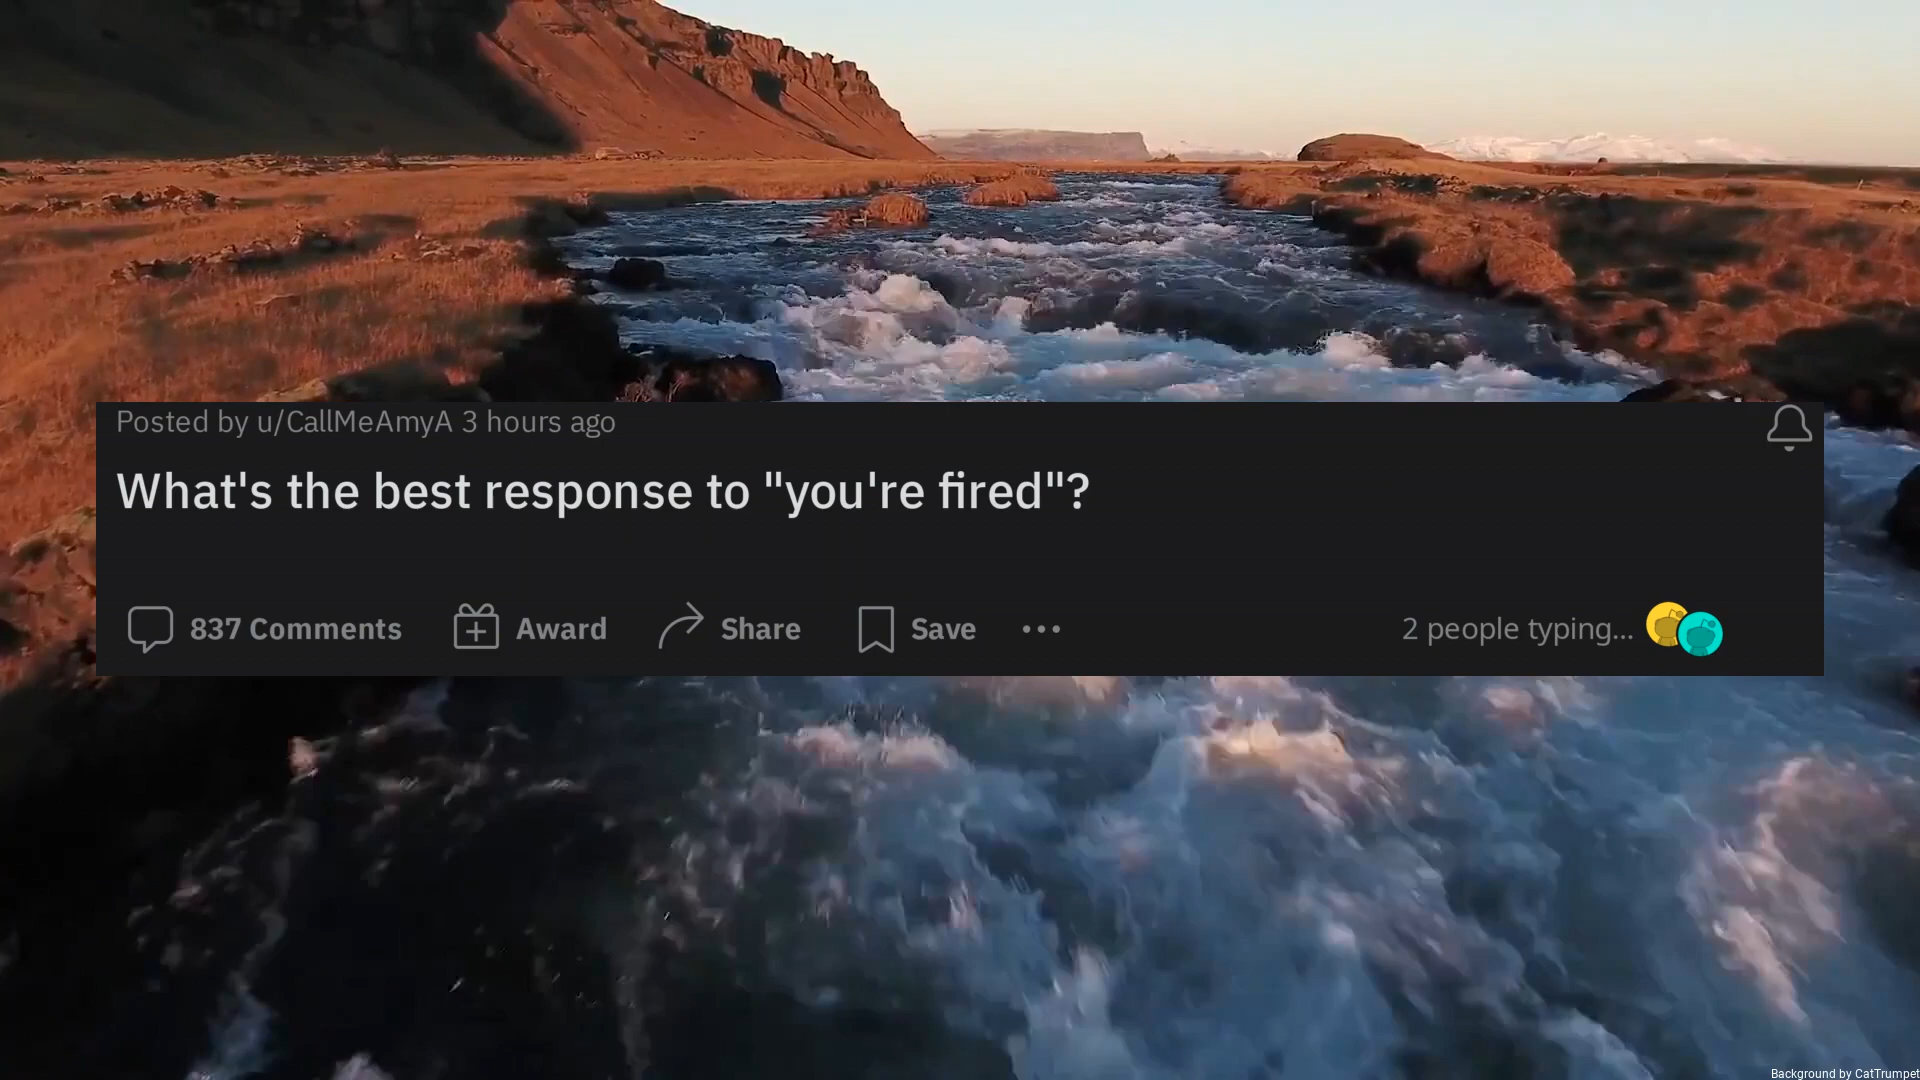 Posted by u/CallMeAmyA 3 hours ago
What's the best response to "you're fired"?
837 Comments Award Share Save 2 people typing...
Background by CatTrumpet